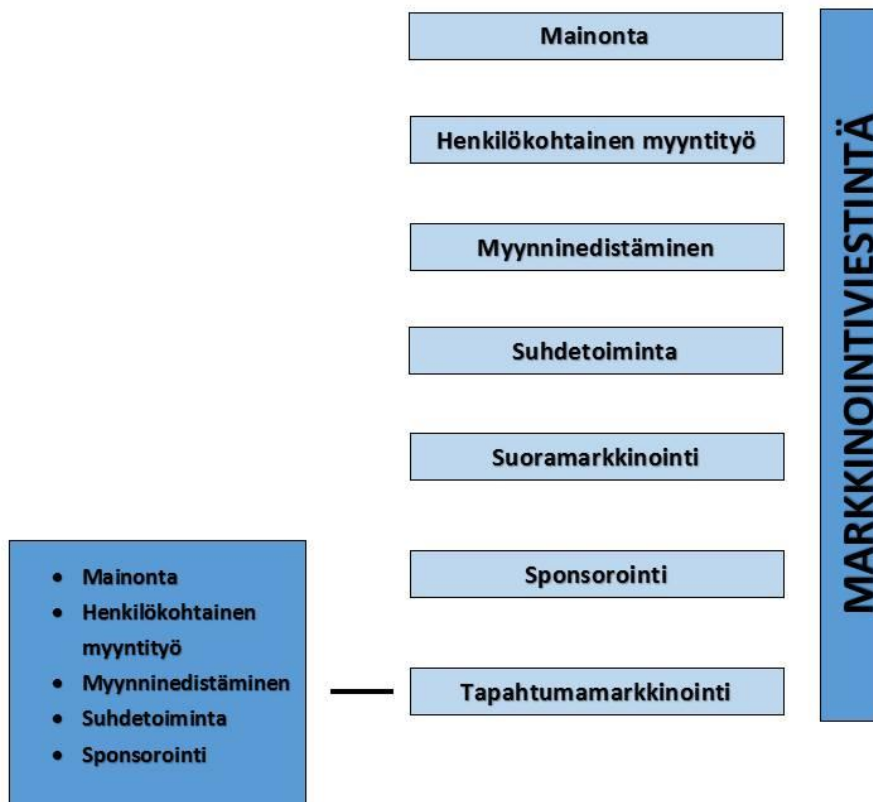 Mainonta
Henkilökohtainen myyntityö
Myynninedistäminen
Suhdetoiminta
Suoramarkkinointi
Sponsorointi
Tapahtumamarkkinointi
• Mainonta
• Henkilökohtainen
myyntityö
• Myynninedistäminen
• Suhdetoiminta
• Sponsorointi
MARKKINOINTIVIESTINTÄ